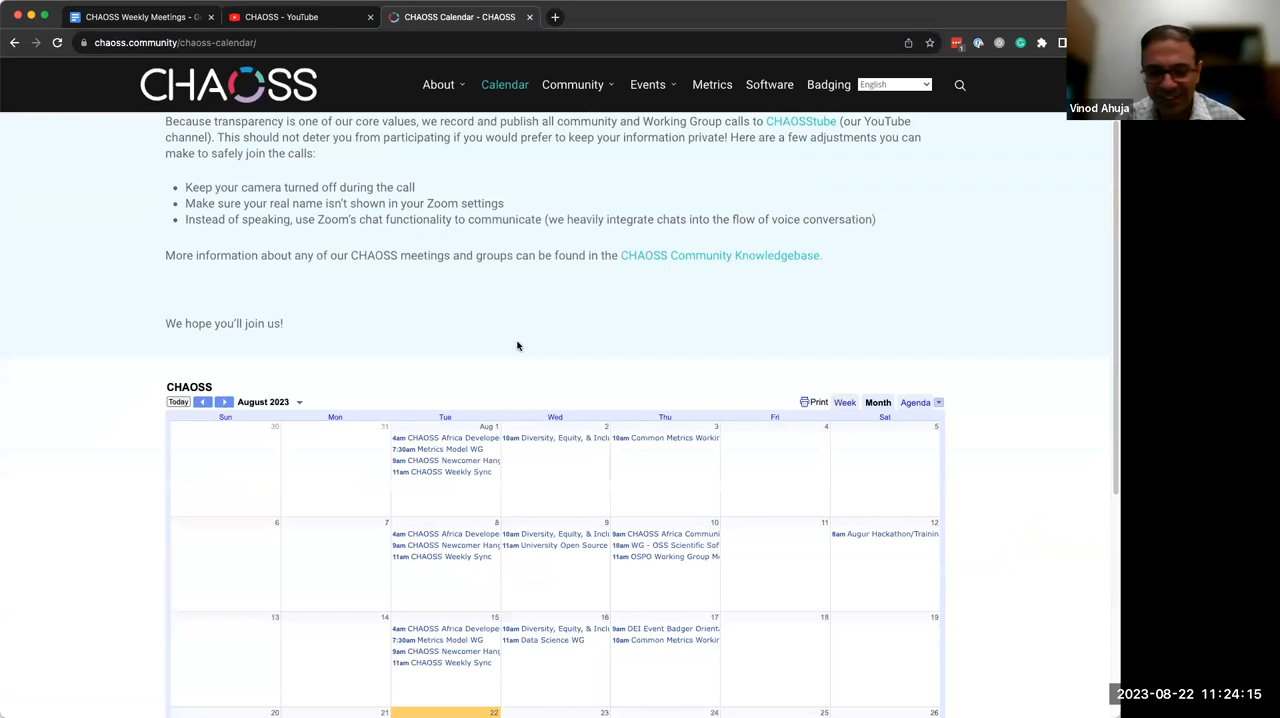 CHAOSS Weekly Meetings - G
CHAOSS - YouTube
CHAOSS Calendar - CHAOSS
chaoss.community/chaoss-calendar/
CHAOSS
About
Calendar
Community
Events
Metrics
Software
Badging
English
Vinod Ahuja
Because transparency is one of our core values, we record and publish all community and Working Group calls to CHAOSStube (our YouTube
channel). This should not deter you from participating if you would prefer to keep your information private! Here are a few adjustments you can
make to safely join the calls:
• Keep your camera turned off during the call
• Make sure your real name isn't shown in your Zoom settings
• Instead of speaking, use Zoom's chat functionality to communicate (we heavily integrate chats into the flow of voice conversation)
More information about any of our CHAOSS meetings and groups can be found in the CHAOSS Community Knowledgebase.
We hope you'll join us!
CHAOSS
Today August 2023 Print Week Month Agenda
Sun Mon Tue Wed Thu Fri Sat
30 31 Aug 1 2 3 4 5
4am CHAOSS Africa Develope 10am Diversity, Equity, & Incl 10am Common Metrics Workin
7:30am Metrics Model WG
9am CHAOSS Newcomer Hang
11am CHAOSS Weekly Sync
6 7 8 9 10 11 12
4am CHAOSS Africa Develope 10am Diversity, Equity, & Incl 9am CHAOSS Africa Communi 8am Augur Hackathon/Trainin
9am CHAOSS Newcomer Hang 11am University Open Source 10am WG - OSS Scientific Sof
11am CHAOSS Weekly Sync 11am OSPO Working Group M
13 14 15 16 17 18 19
4am CHAOSS Africa Develope 10am Diversity, Equity, & Incl 9am DEI Event Badger Orient
7:30am Metrics Model WG 11am Data Science WG 10am Common Metrics Workin
9am CHAOSS Newcomer Hang
11am CHAOSS Weekly Sync
20 21 22 23 24 25 26
2023-08-22 11:24:15